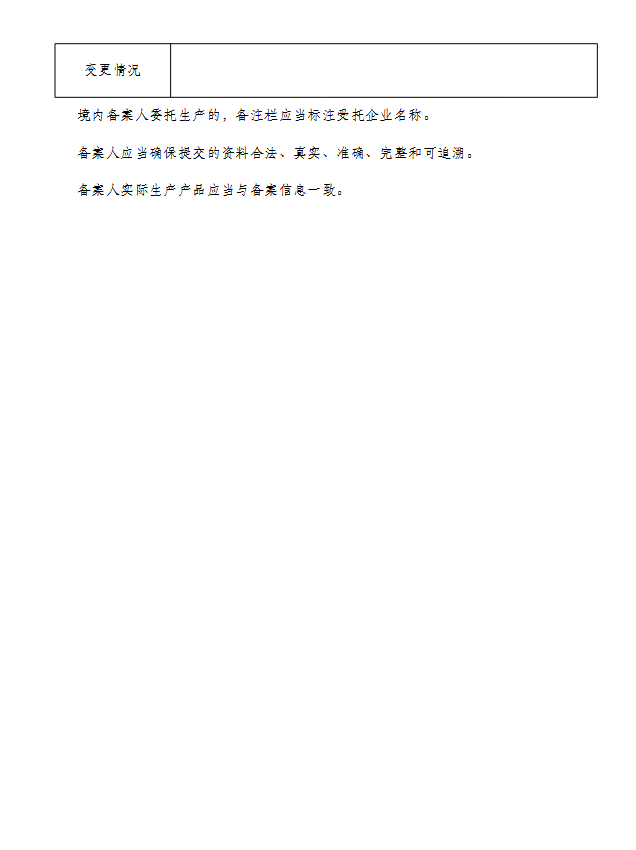 变更情况
境内备案人委托生产的，备注栏应当标注受托企业名称。
备案人应当确保提交的资料合法、真实、准确、完整和可追溯。
备案人实际生产产品应当与备案信息一致。